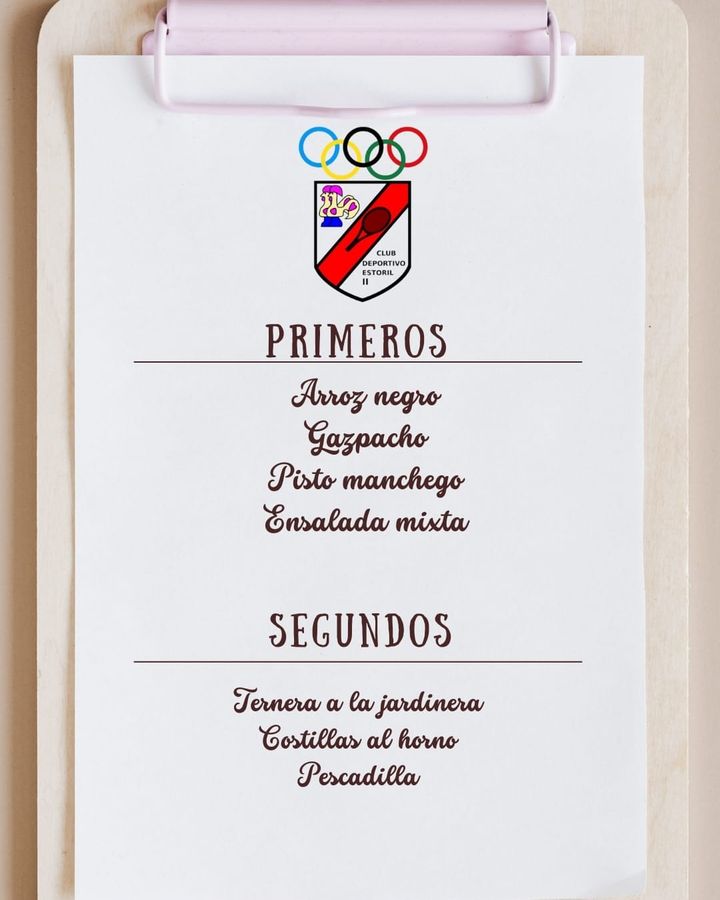 CLUB
DEPORTIVO
ESTORIL
II
PRIMEROS
Arroz negro
Gazpacho
Pisto manchego
Ensalada mixta
SEGUNDOS
Ternera a la jardinera
Costillas al horno
Pescadilla